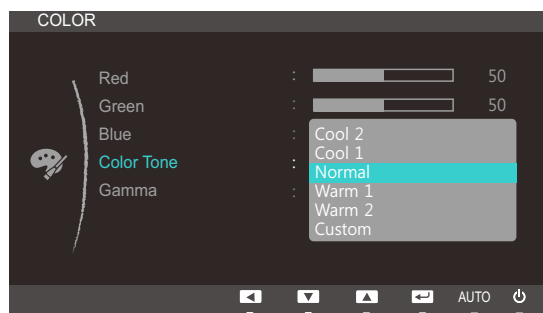 COLOR
Red : 50
Green : 50
Blue :
Color Tone :
Gamma :
Cool 2
Cool 1
Normal
Warm 1
Warm 2
Custom
AUTO